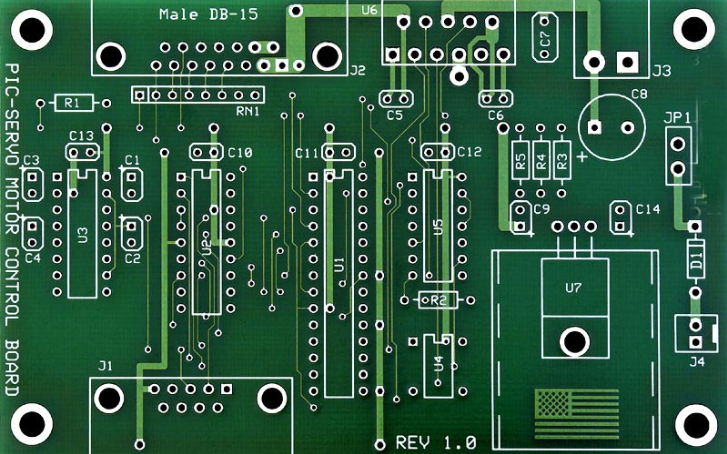 Male DB-15
U6
C7
J3
J2
RN1
C5
C6
C8
R1
JP1
C13
C10
C11
C12
R5
R4
R3
+
C3
C1
U3
U2
U1
U5
C9
C14
C4
C2
D1
R2
U7
U4
J1
J4
REV 1.0
PIC-SERVO MOTOR CONTROL BOARD